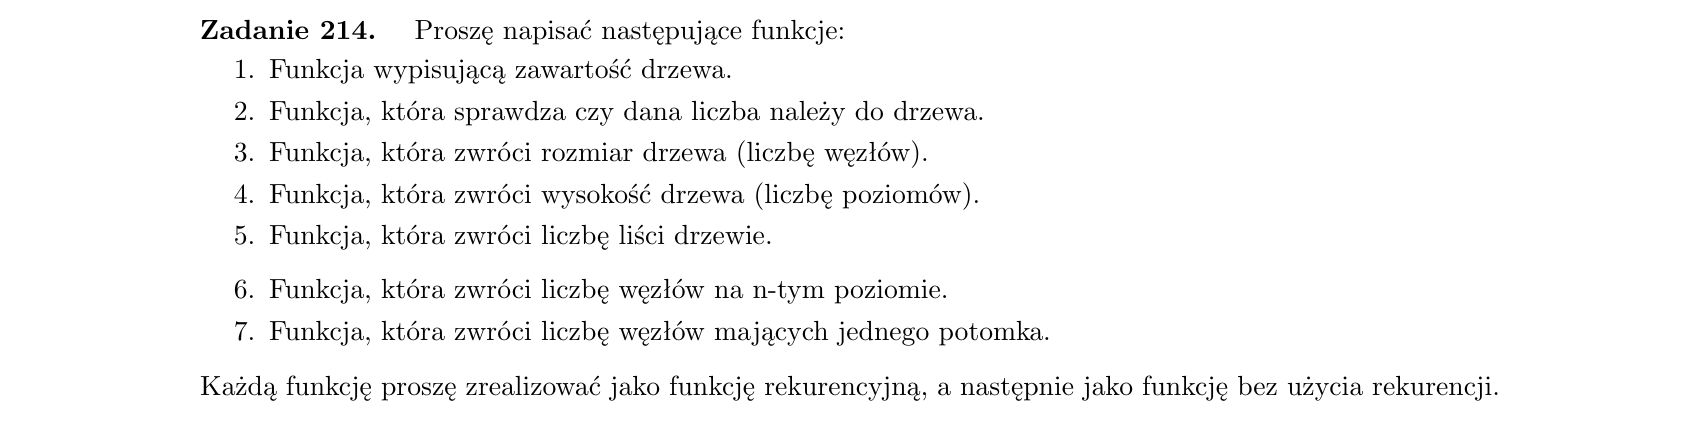 Zadanie 214. Proszę napisać następujące funkcje:
1. Funkcja wypisującą zawartość drzewa.
2. Funkcja, która sprawdza czy dana liczba należy do drzewa.
3. Funkcja, która zwróci rozmiar drzewa (liczbę węzłów).
4. Funkcja, która zwróci wysokość drzewa (liczbę poziomów).
5. Funkcja, która zwróci liczbę liści drzewie.
6. Funkcja, która zwróci liczbę węzłów na n-tym poziomie.
7. Funkcja, która zwróci liczbę węzłów mających jednego potomka.
Każdą funkcję proszę zrealizować jako funkcję rekurencyjną, a następnie jako funkcję bez użycia rekurencji.